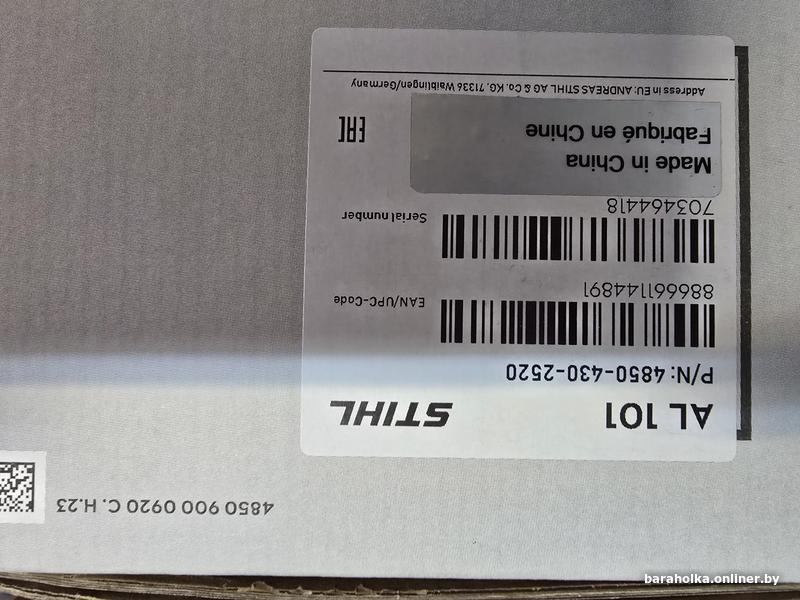 AL 101
STIHL
P/N: 4850-430-2520
EAN/UPC-Code
886661144891
Serial number
703464418
Made in China
Fabriqué en Chine
EAC
Address in EU: ANDREAS STIHL AG & Co. KG, 71336 Waiblingen/Germany
4850 900 0920 C. H.23
baraholka.onliner.by